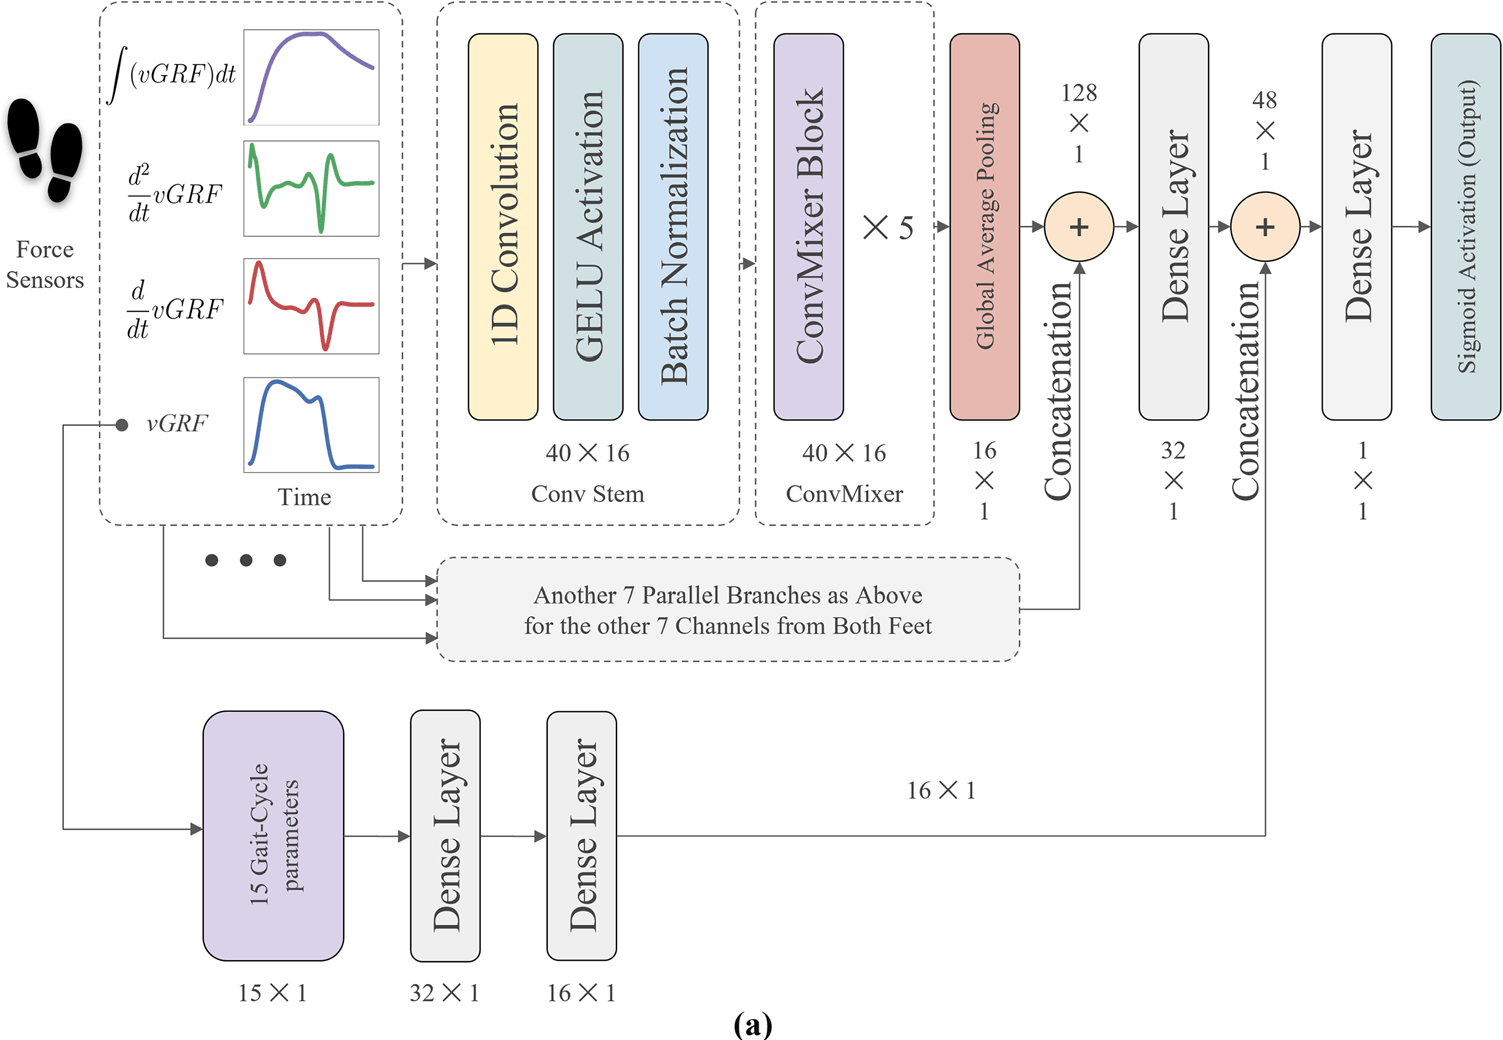 Force
Sensors
∫(vGRF)dt
d²
dt
vGRF
d
dt
vGRF
vGRF
Time
1D Convolution
GELU Activation
Batch Normalization
40 × 16
Conv Stem
ConvMixer Block
× 5
40 × 16
ConvMixer
Global Average Pooling
16
×
1
128
×
1
+
Concatenation
Dense Layer
32
×
1
48
×
1
+
Concatenation
Dense Layer
1
×
1
Sigmoid Activation (Output)
Another 7 Parallel Branches as Above
for the other 7 Channels from Both Feet
15 Gait-Cycle
parameters
15 × 1
Dense Layer
32 × 1
Dense Layer
16 × 1
16 × 1
(a)